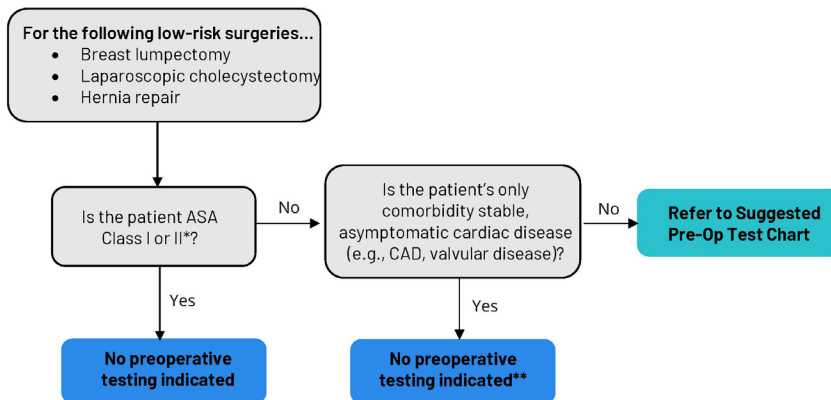 For the following low-risk surgeries...
• Breast lumpectomy
• Laparoscopic cholecystectomy
• Hernia repair
Is the patient ASA
Class I or II*?
No
Is the patient's only
comorbidity stable,
asymptomatic cardiac disease
(e.g., CAD, valvular disease)?
No
Refer to Suggested
Pre-Op Test Chart
Yes
Yes
No preoperative
testing indicated
No preoperative
testing indicated**